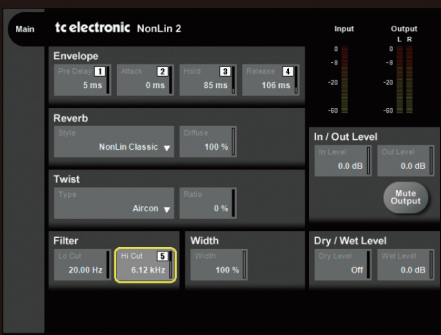 Main
tc electronic NonLin 2
Input Output
L R
0 0
-8 -8
-20 -20
-60 -60
Envelope
Pre Delay 1 Attack 2 Hold 3 Release 4
5 ms 0 ms 85 ms 106 ms
Reverb
Style Diffuse
NonLin Classic 100 %
In / Out Level
In Level Out Level
0.0 dB 0.0 dB
Twist
Type Ratio
Aircon 0 %
Mute
Output
Filter Width Dry / Wet Level
Lo Cut Hi Cut 5 Width Dry Level Wet Level
20.00 Hz 6.12 kHz 100 % Off 0.0 dB